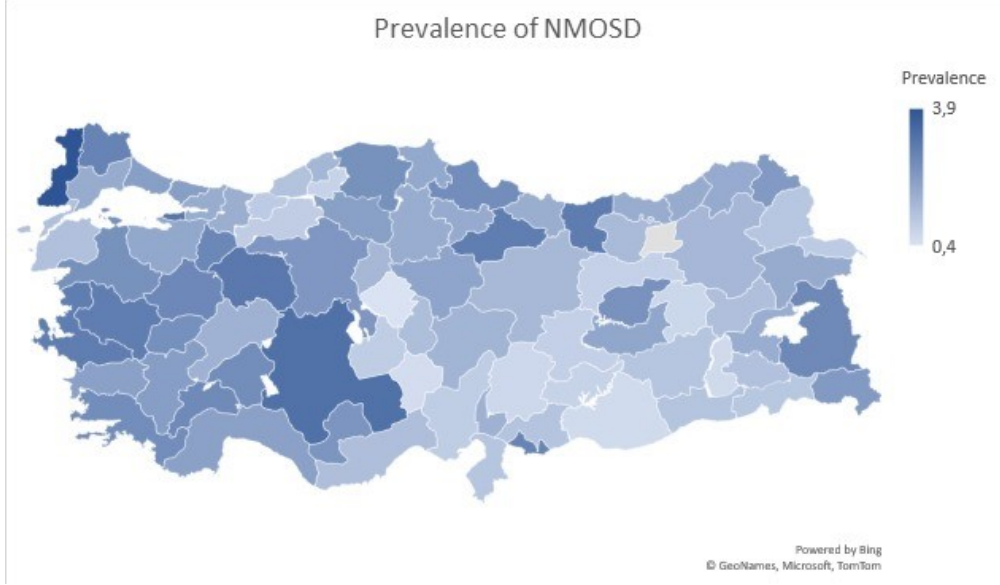 Prevalence of NMOSD
Prevalence
3,9
0,4
Powered by Bing
© GeoNames, Microsoft, TomTom